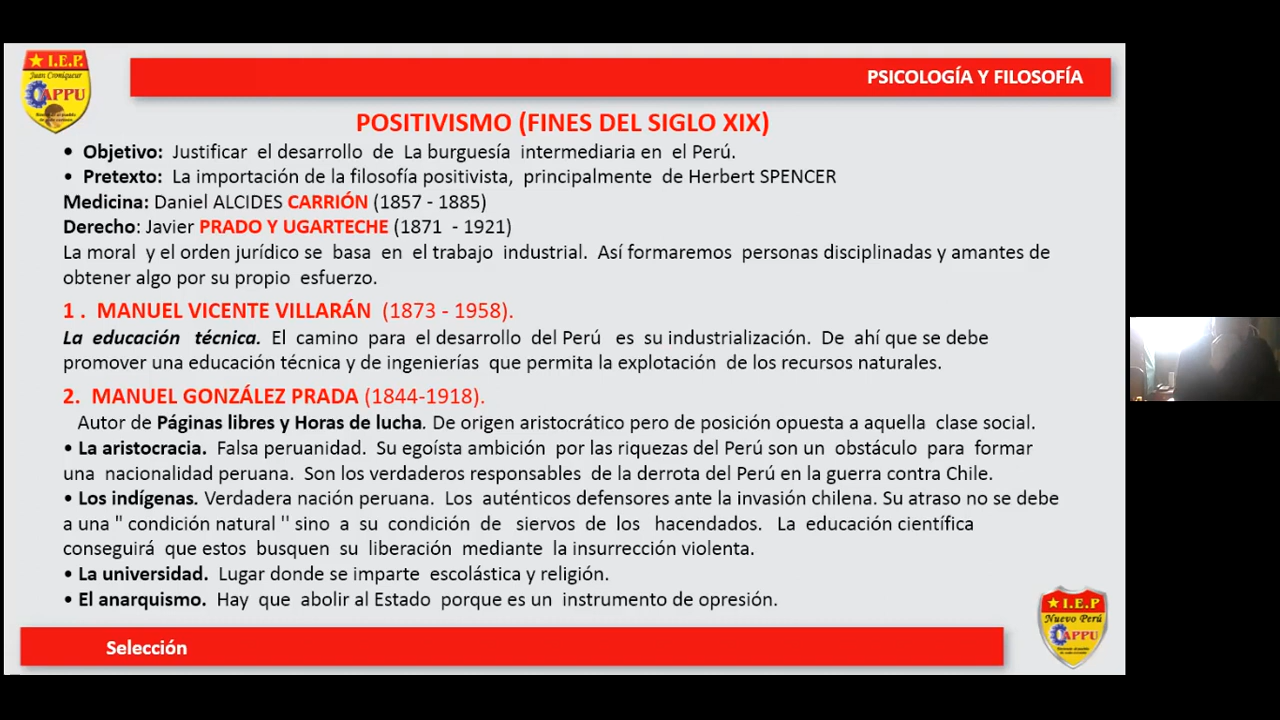 ★ I.E.P.
Juan Croniqueur
APPU
PSICOLOGÍA Y FILOSOFÍA
POSITIVISMO (FINES DEL SIGLO XIX)
• Objetivo: Justificar el desarrollo de La burguesía intermediaria en el Perú.
• Pretexto: La importación de la filosofía positivista, principalmente de Herbert SPENCER
Medicina: Daniel ALCIDES CARRIÓN (1857 - 1885)
Derecho: Javier PRADO Y UGARTECHE (1871 - 1921)
La moral y el orden jurídico se basa en el trabajo industrial. Así formaremos personas disciplinadas y amantes de
obtener algo por su propio esfuerzo.
1 . MANUEL VICENTE VILLARÁN (1873 - 1958).
La educación técnica. El camino para el desarrollo del Perú es su industrialización. De ahí que se debe
promover una educación técnica y de ingenierías que permita la explotación de los recursos naturales.
2. MANUEL GONZÁLEZ PRADA (1844-1918).
Autor de Páginas libres y Horas de lucha. De origen aristocrático pero de posición opuesta a aquella clase social.
• La aristocracia. Falsa peruanidad. Su egoísta ambición por las riquezas del Perú son un obstáculo para formar
una nacionalidad peruana. Son los verdaderos responsables de la derrota del Perú en la guerra contra Chile.
• Los indígenas. Verdadera nación peruana. Los auténticos defensores ante la invasión chilena. Su atraso no se debe
a una " condición natural '' sino a su condición de siervos de los hacendados. La educación científica
conseguirá que estos busquen su liberación mediante la insurrección violenta.
• La universidad. Lugar donde se imparte escolástica y religión.
• El anarquismo. Hay que abolir al Estado porque es un instrumento de opresión.
★ I.E.P
Nuevo Perú
APPU
Selección